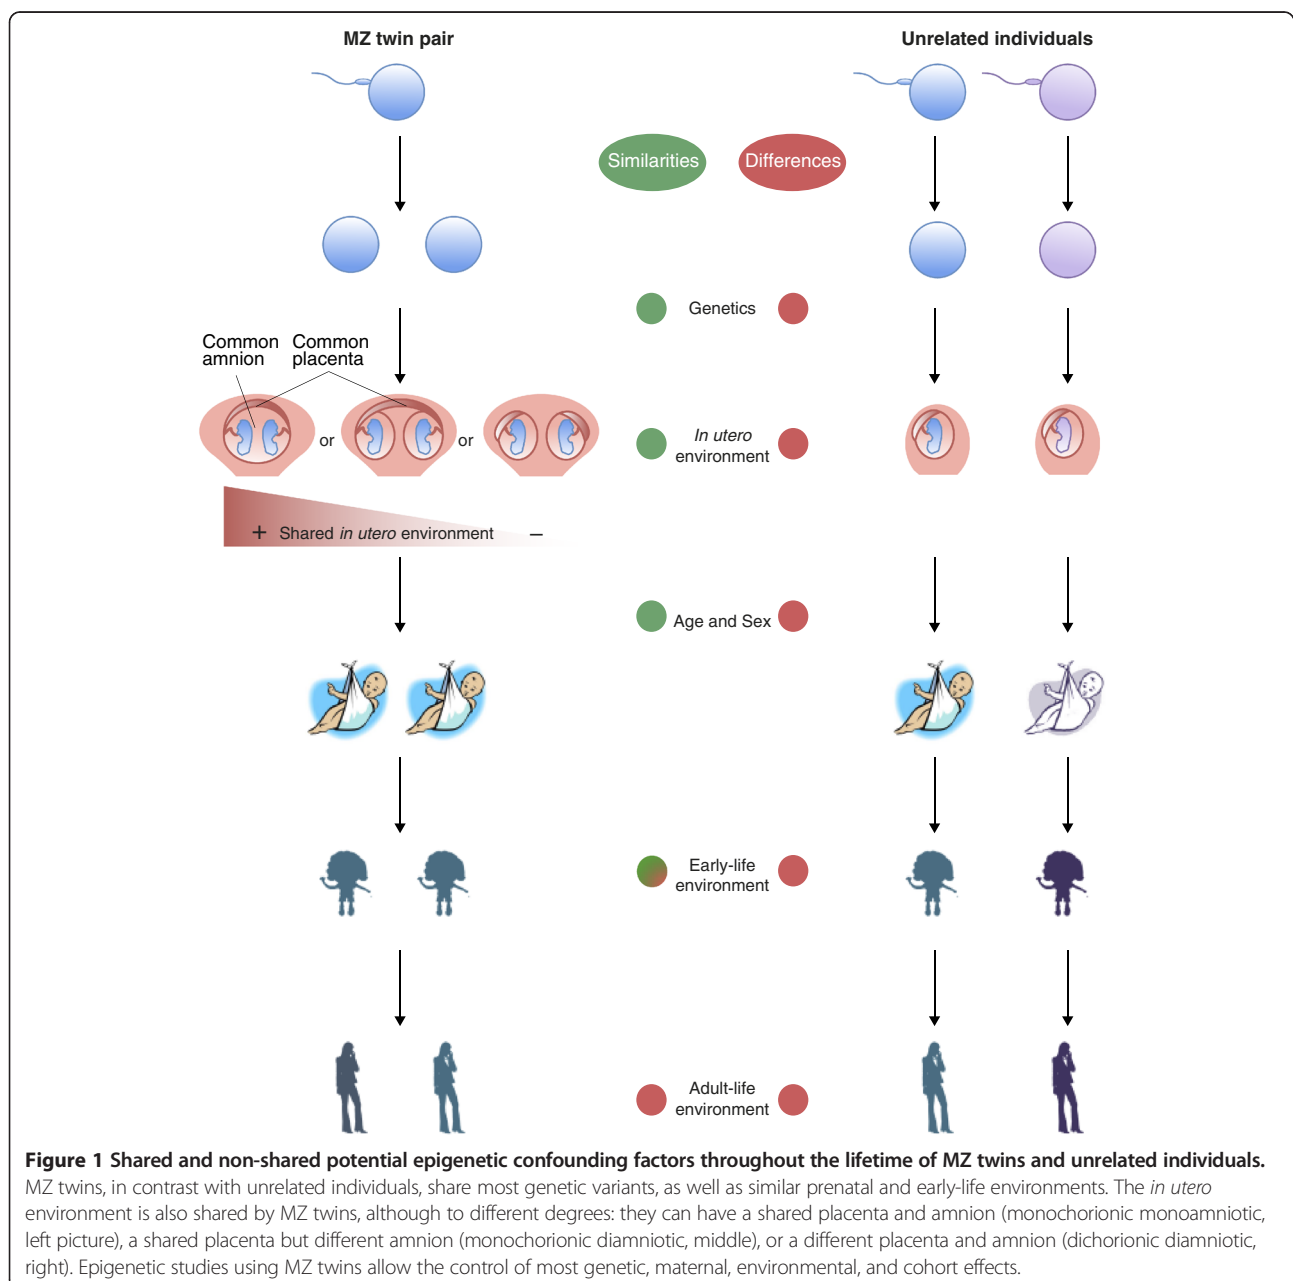 MZ twin pair
Unrelated individuals
Similarities
Differences
Genetics
Common
amnion
Common
placenta
or
or
In utero
environment
+ Shared in utero environment −
Age and Sex
Early-life
environment
Adult-life
environment
Figure 1 Shared and non-shared potential epigenetic confounding factors throughout the lifetime of MZ twins and unrelated individuals.
MZ twins, in contrast with unrelated individuals, share most genetic variants, as well as similar prenatal and early-life environments. The in utero
environment is also shared by MZ twins, although to different degrees: they can have a shared placenta and amnion (monochorionic monoamniotic,
left picture), a shared placenta but different amnion (monochorionic diamniotic, middle), or a different placenta and amnion (dichorionic diamniotic,
right). Epigenetic studies using MZ twins allow the control of most genetic, maternal, environmental, and cohort effects.